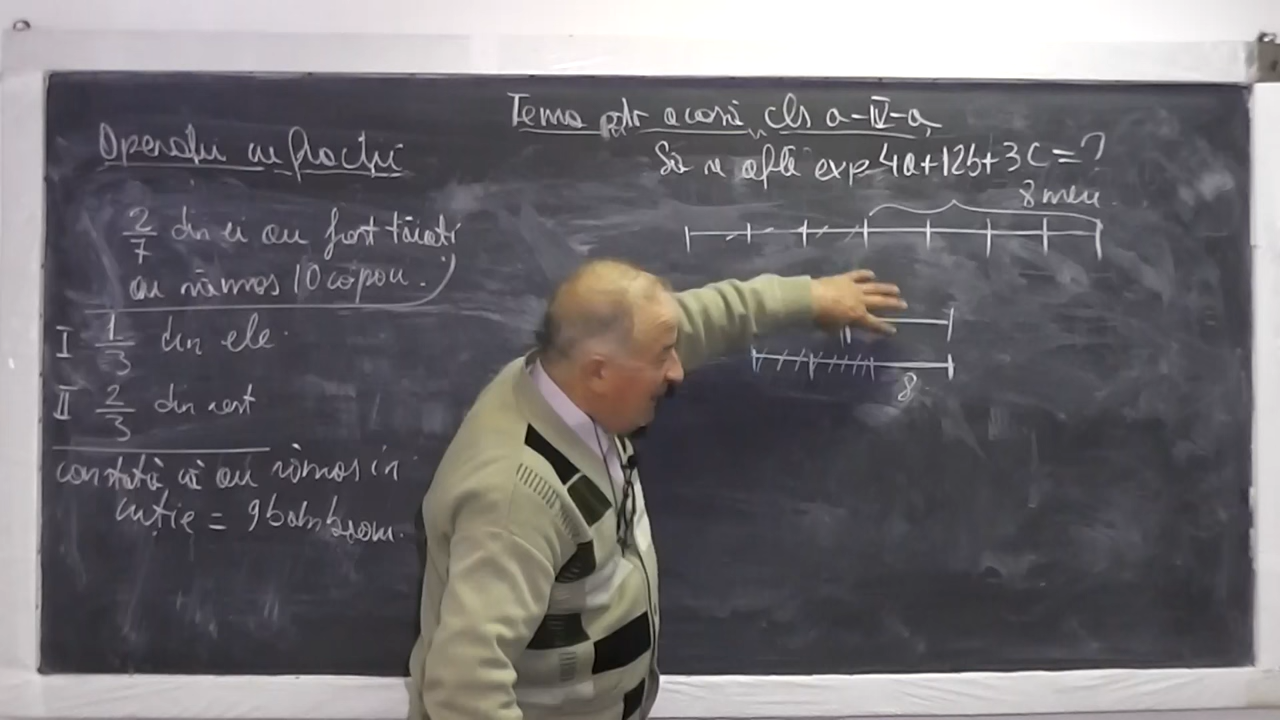 Tema ptr acasă cls a-IV-a
Operații cu fracții
Să se afle exp 4a+12b+3c=?
8 meri
2/7 din ei au fost tăiați
au rămas 10 copaci.
I 1/3 din ele.
8
II 2/3 din rest
constată că au rămas în
cutie = 9 bomboane.